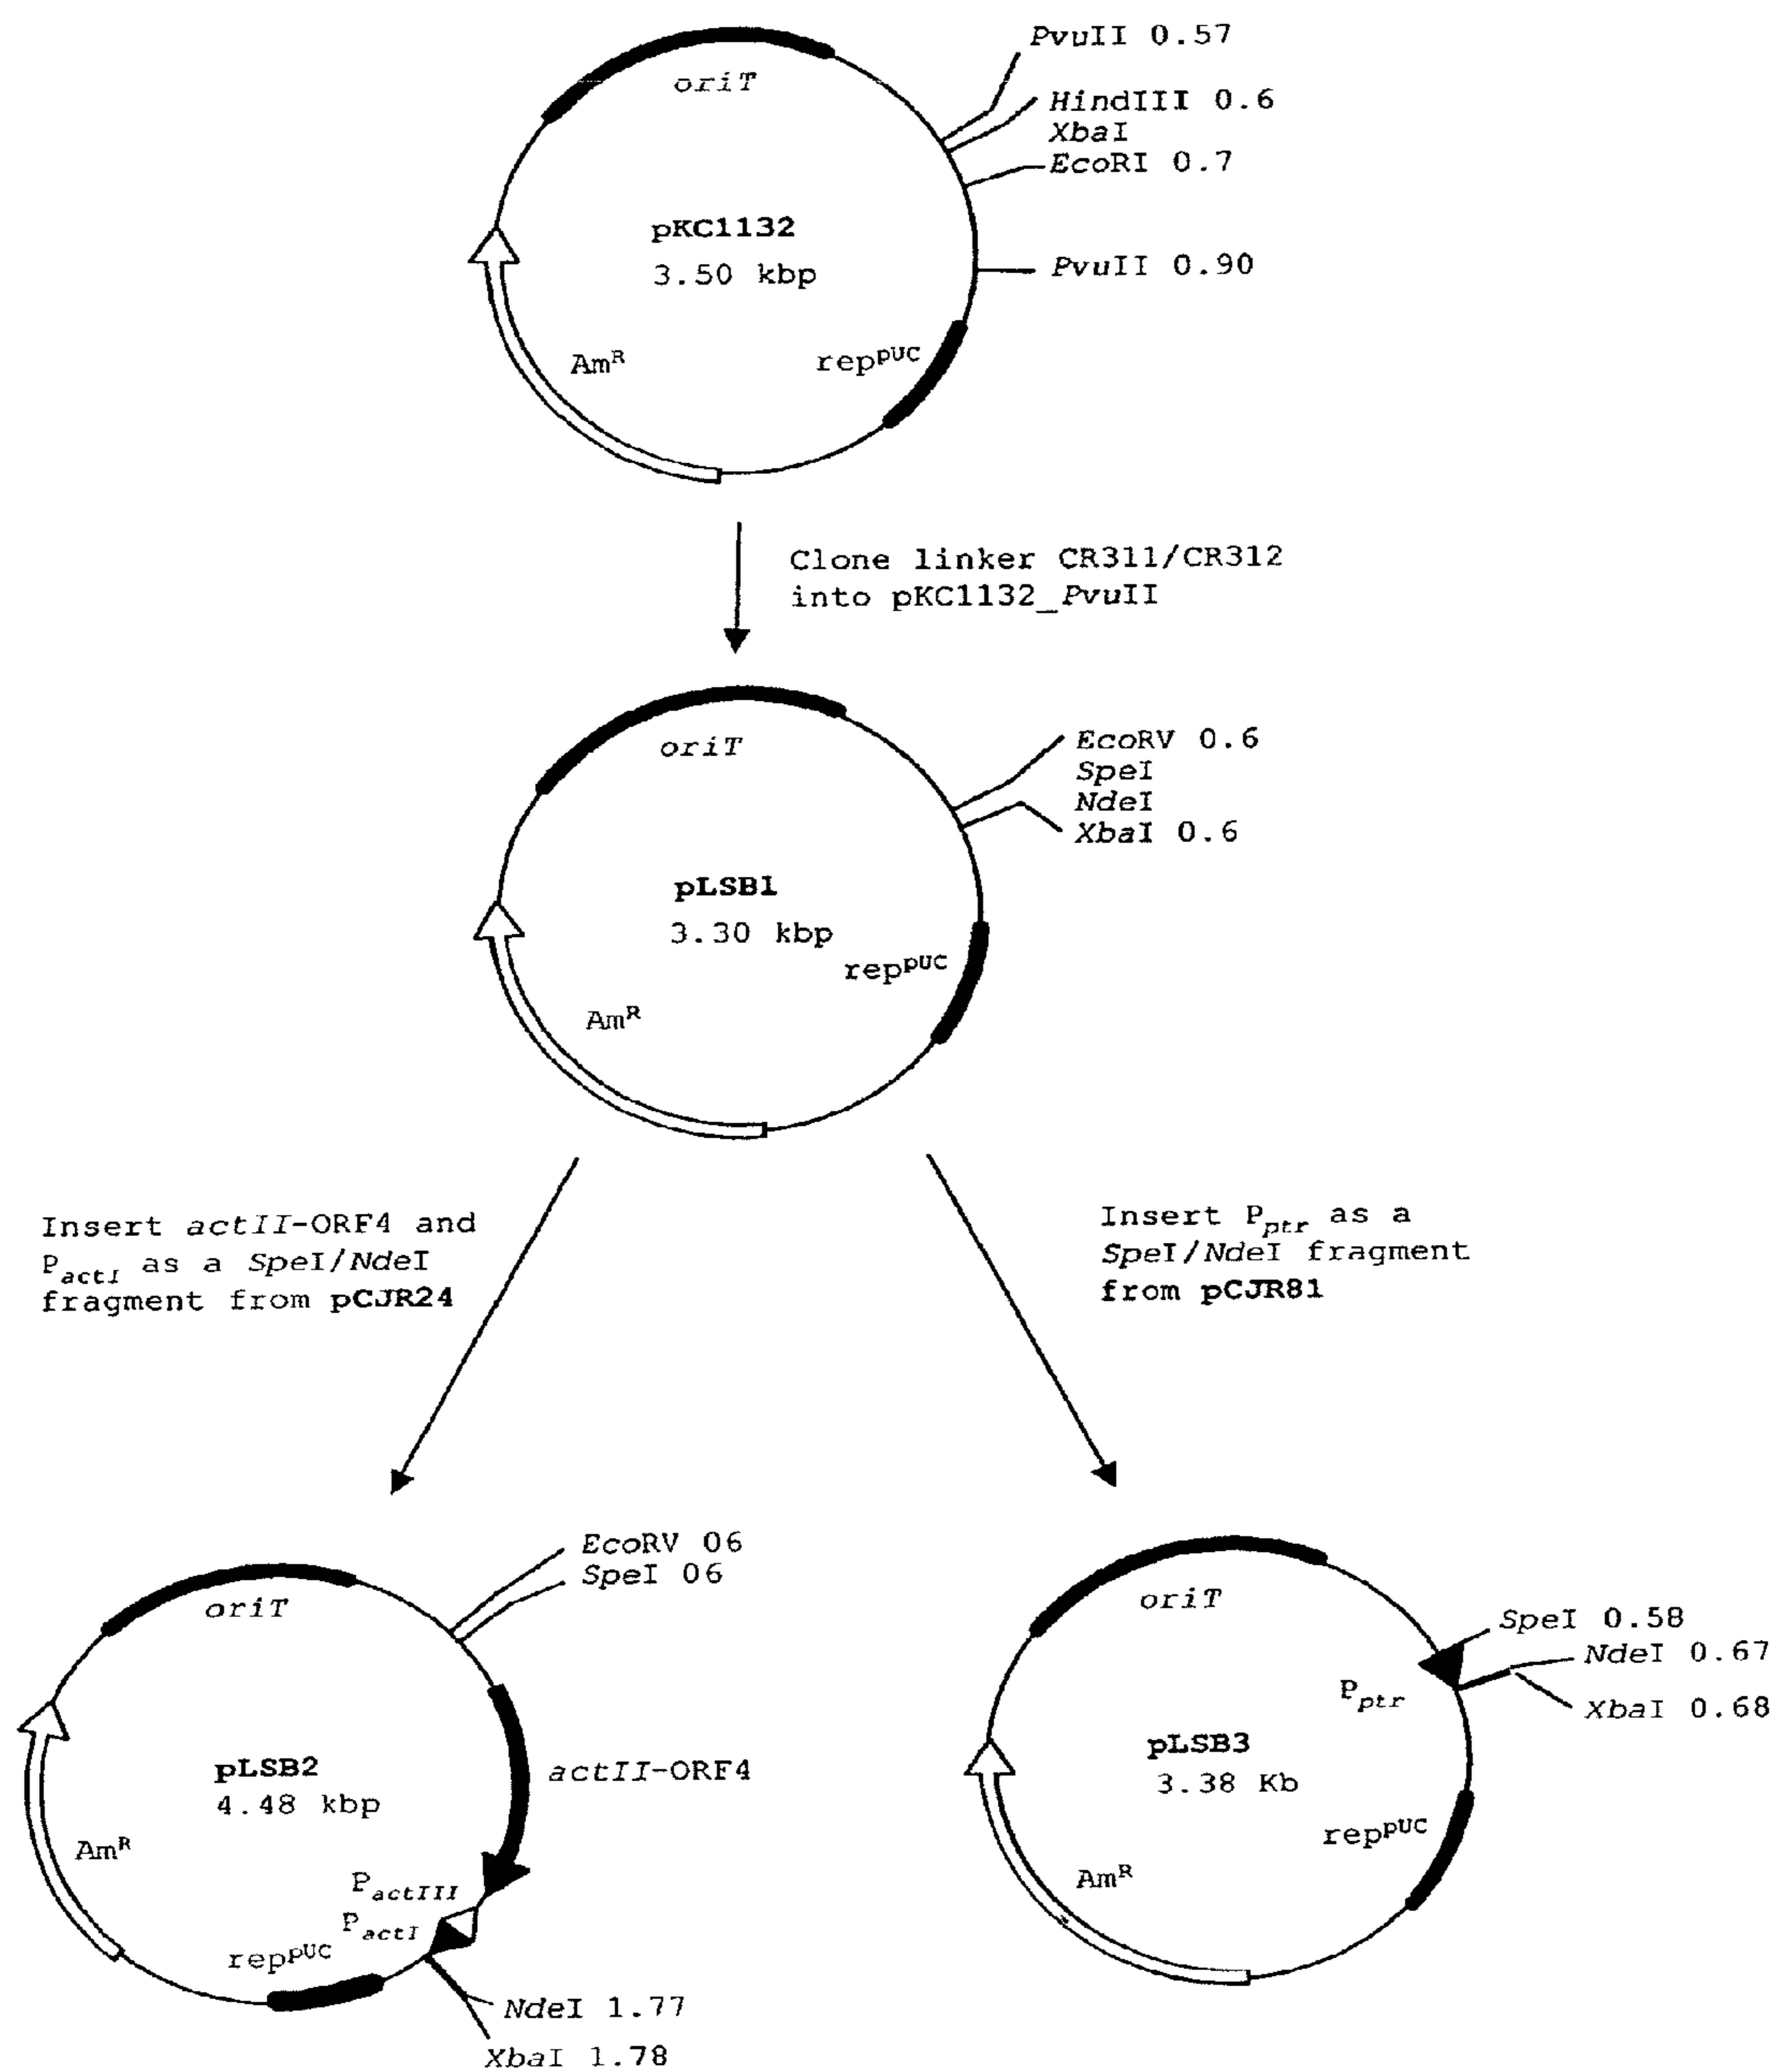 PvuII 0.57
oriT
HindIII 0.6
XbaI
EcoRI 0.7
pKC1132
3.50 kbp
PvuII 0.90
AmR
reppUC
Clone linker CR311/CR312
into pKC1132_PvuII
oriT
EcoRV 0.6
SpeI
NdeI
XbaI 0.6
pLSB1
3.30 kbp
reppUC
AmR
Insert actII-ORF4 and
PactI as a SpeI/NdeI
fragment from pCJR24
Insert Pptr as a
SpeI/NdeI fragment
from pCJR81
EcoRV 06
SpeI 06
oriT
actII-ORF4
pLSB2
4.48 kbp
AmR
PactIII
PactI
reppUC
NdeI 1.77
XbaI 1.78
oriT
SpeI 0.58
NdeI 0.67
Pptr
XbaI 0.68
pLSB3
3.38 Kb
reppUC
AmR